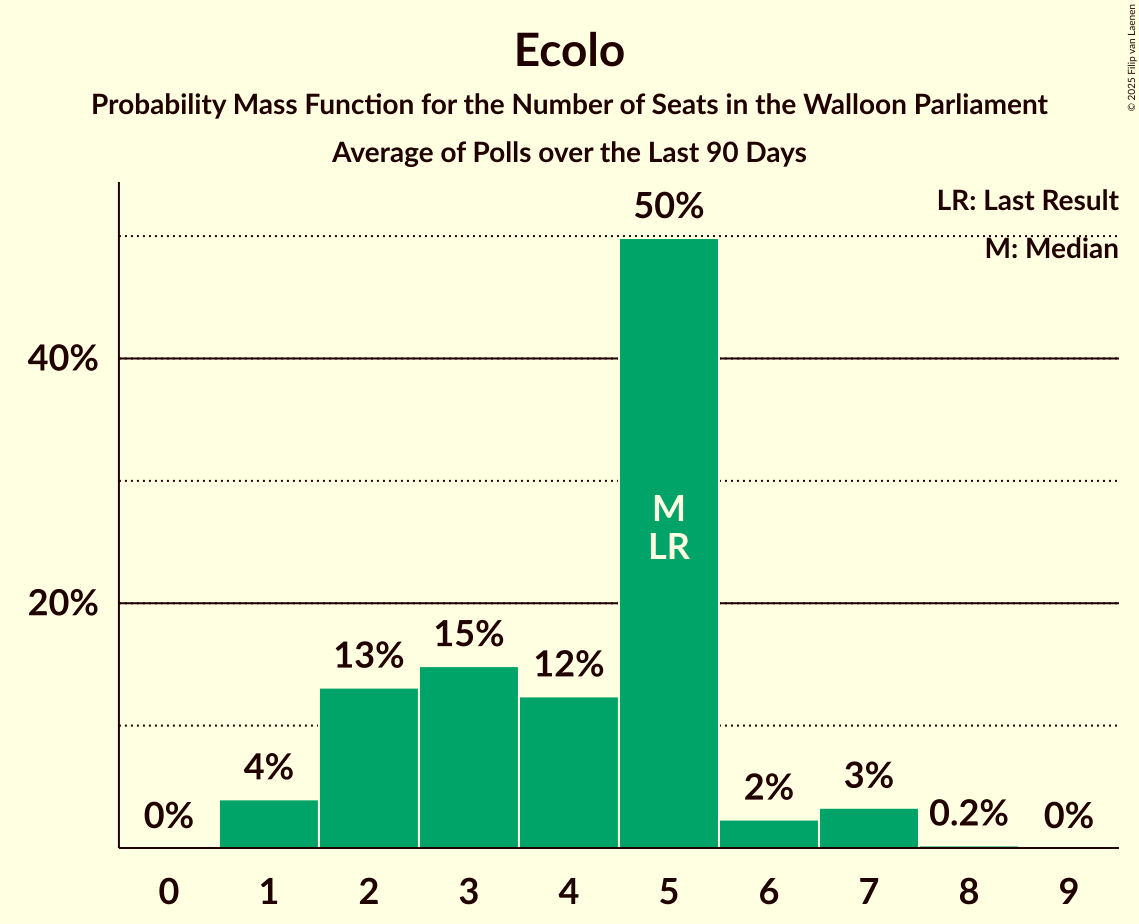 Ecolo
Probability Mass Function for the Number of Seats in the Walloon Parliament
Average of Polls over the Last 90 Days
© 2025 Filip van Laenen
LR: Last Result
M: Median
50%
40%
20%
M
LR
0%
4%
13%
15%
12%
2%
3%
0.2%
0%
0 1 2 3 4 5 6 7 8 9